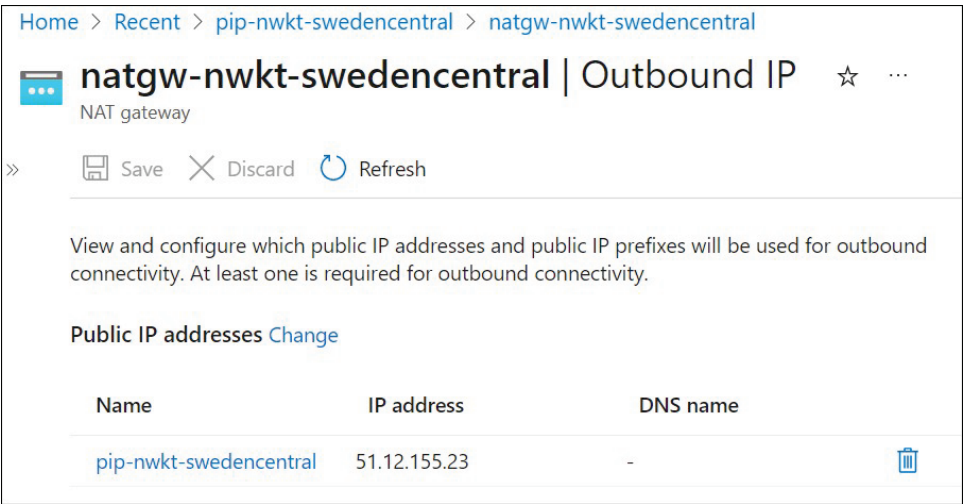 Home > Recent > pip-nwkt-swedencentral > natgw-nwkt-swedencentral
natgw-nwkt-swedencentral | Outbound IP
NAT gateway
Save Discard Refresh
View and configure which public IP addresses and public IP prefixes will be used for outbound
connectivity. At least one is required for outbound connectivity.
Public IP addresses Change
Name IP address DNS name
pip-nwkt-swedencentral 51.12.155.23 -